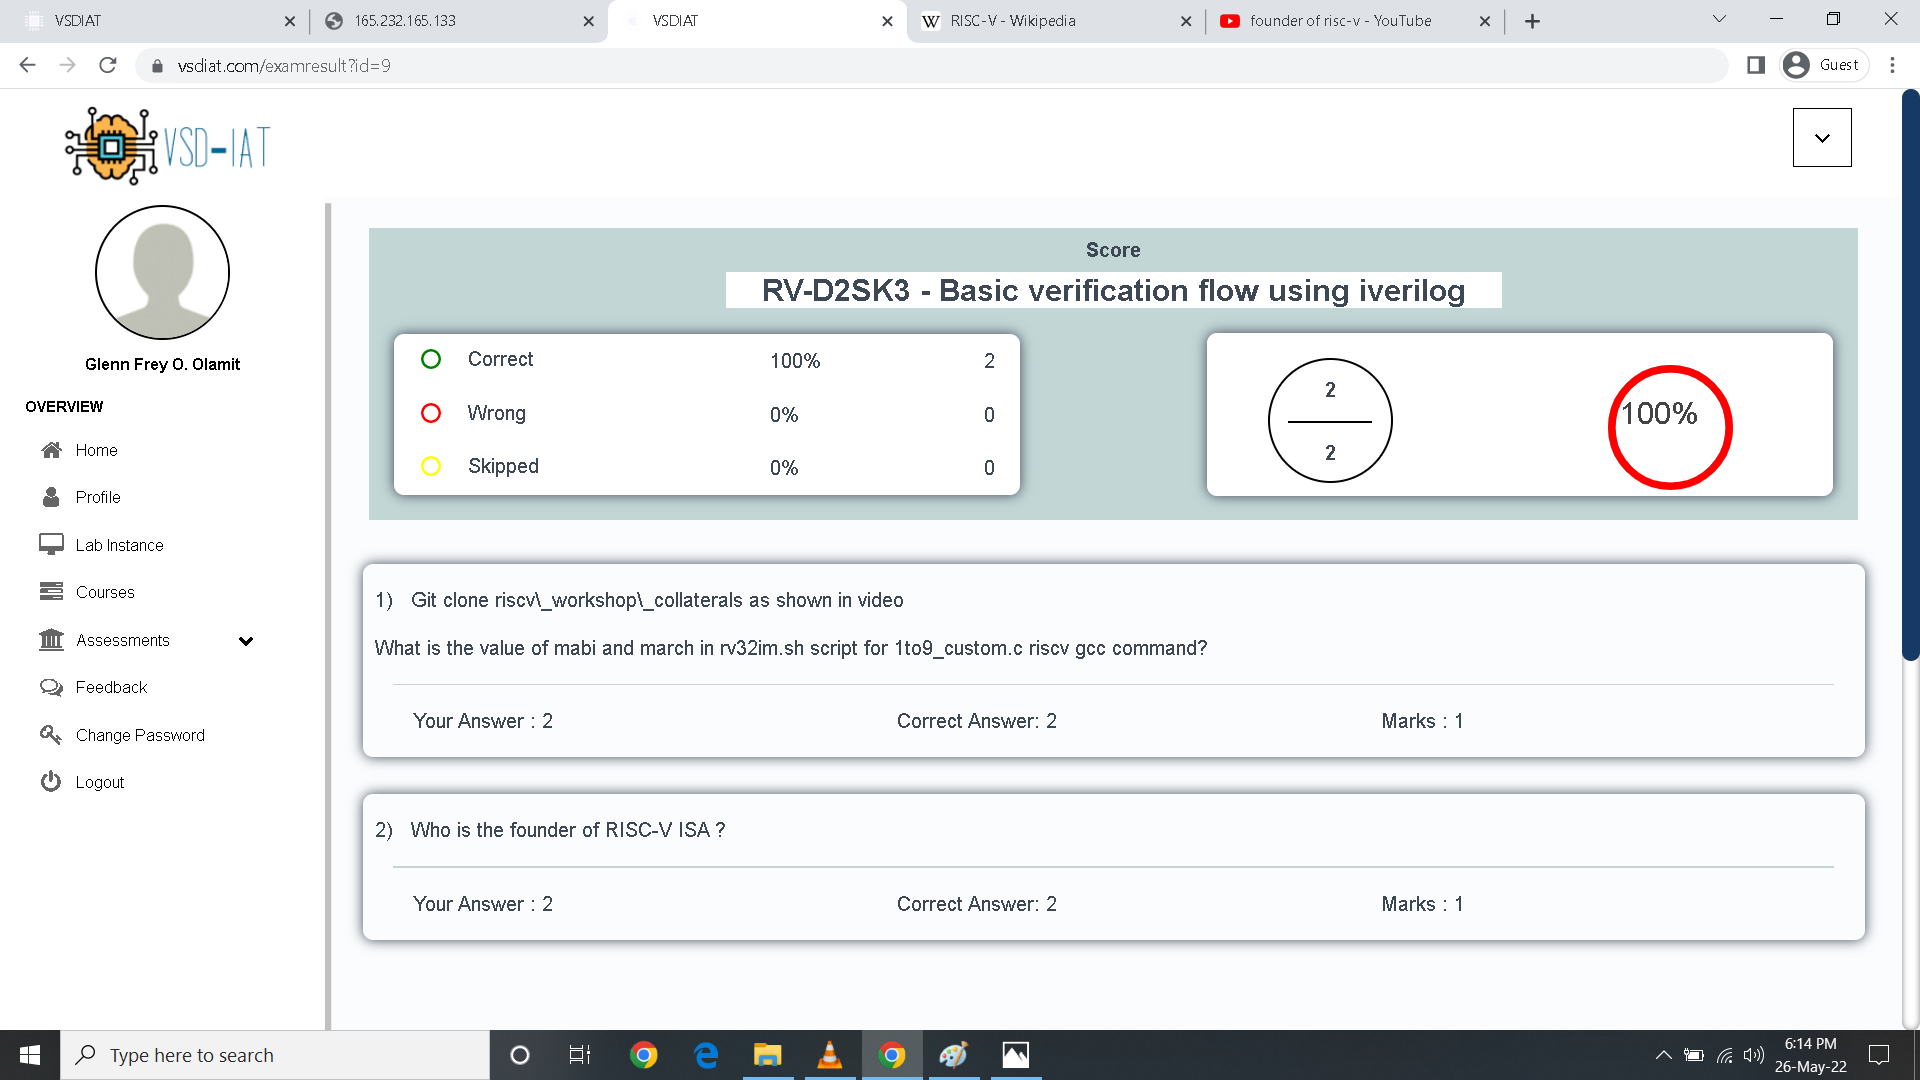 VSDIAT
165.232.165.133
VSDIAT
W RISC-V - Wikipedia
founder of risc-v - YouTube
vsdiat.com/examresult?id=9
Guest
VSD-IAT
Glenn Frey O. Olamit
OVERVIEW
Home
Profile
Lab Instance
Courses
Assessments
Feedback
Change Password
Logout
Score
RV-D2SK3 - Basic verification flow using iverilog
Correct 100% 2
Wrong 0% 0
Skipped 0% 0
2
2
100%
1) Git clone riscv\_workshop\_collaterals as shown in video
What is the value of mabi and march in rv32im.sh script for 1to9_custom.c riscv gcc command?
Your Answer : 2 Correct Answer: 2 Marks : 1
2) Who is the founder of RISC-V ISA ?
Your Answer : 2 Correct Answer: 2 Marks : 1
Type here to search
6:14 PM
26-May-22